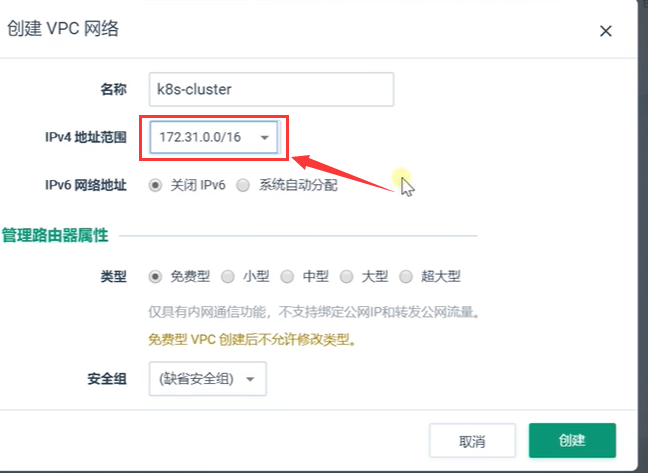 创建 VPC 网络
名称 k8s-cluster
IPv4 地址范围 172.31.0.0/16
IPv6 网络地址 关闭 IPv6 系统自动分配
管理路由器属性
类型 免费型 小型 中型 大型 超大型
仅具有内网通信功能，不支持绑定公网IP和转发公网流量。
免费型 VPC 创建后不允许修改类型。
安全组 (缺省安全组)
取消 创建